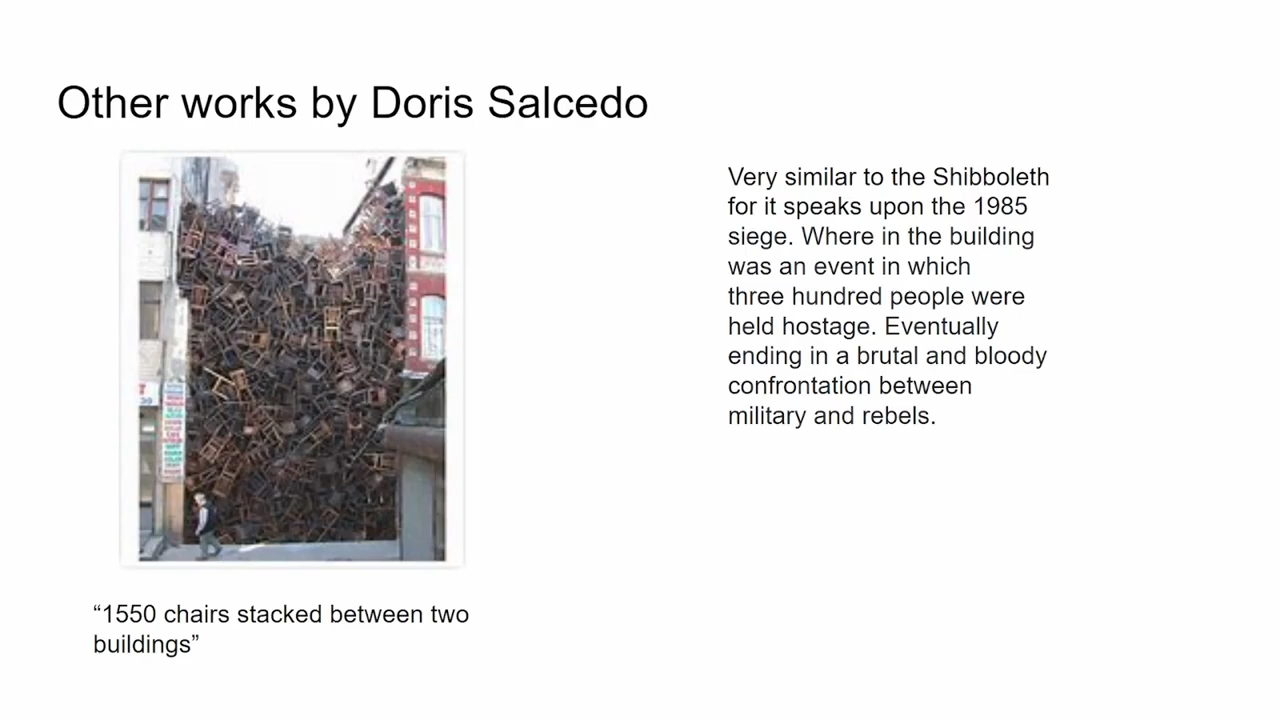 Other works by Doris Salcedo
Very similar to the Shibboleth
for it speaks upon the 1985
siege. Where in the building
was an event in which
three hundred people were
held hostage. Eventually
ending in a brutal and bloody
confrontation between
military and rebels.
“1550 chairs stacked between two
buildings”